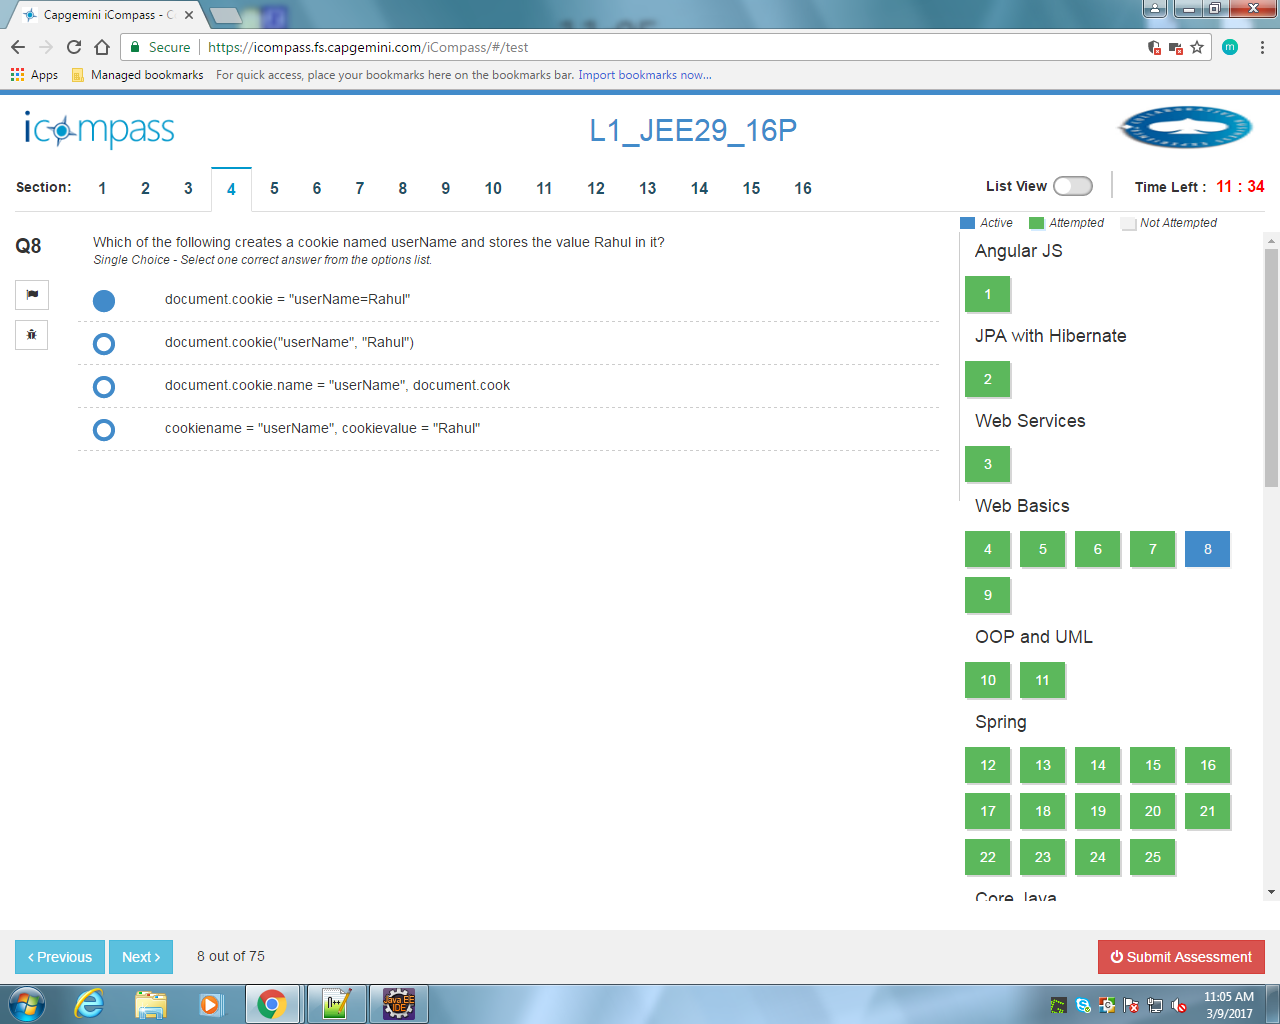 Capgemini iCompass - C
Secure
https://icompass.fs.capgemini.com/iCompass/#/test
m
Apps
Managed bookmarks
For quick access, place your bookmarks here on the bookmarks bar. Import bookmarks now...
icompass
L1_JEE29_16P
Section: 1 2 3 4 5 6 7 8 9 10 11 12 13 14 15 16
List View
Time Left : 11 : 34
Active Attempted Not Attempted
Q8
Which of the following creates a cookie named userName and stores the value Rahul in it?
Single Choice - Select one correct answer from the options list.
document.cookie = "userName=Rahul"
document.cookie("userName", "Rahul")
document.cookie.name = "userName", document.cook
cookiename = "userName", cookievalue = "Rahul"
Angular JS
1
JPA with Hibernate
2
Web Services
3
Web Basics
4 5 6 7 8
9
OOP and UML
10 11
Spring
12 13 14 15 16
17 18 19 20 21
22 23 24 25
Core Java
‹ Previous
Next ›
8 out of 75
Submit Assessment
Java EE
IDE
11:05 AM
3/9/2017